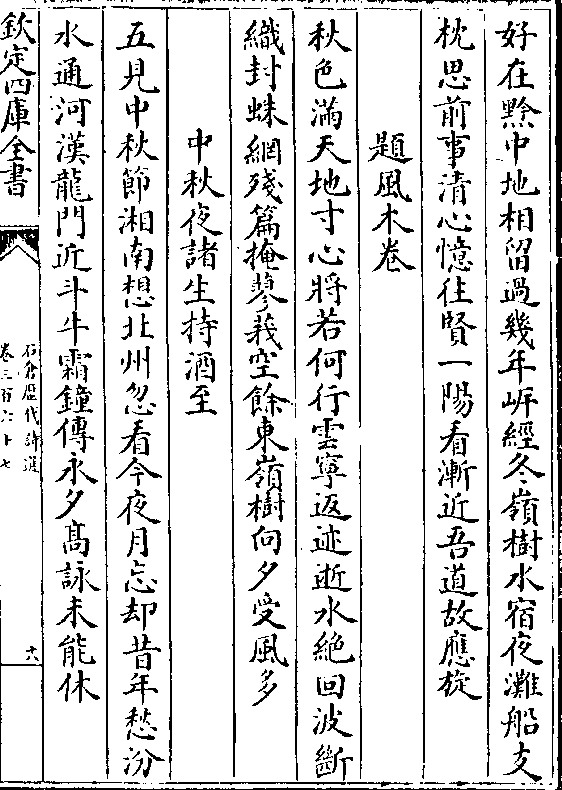 好在黔中地相留過幾年㟁經冬嶺樹水宿夜灘船支
枕思前事清心憶往賢一陽看漸近吾道故應旋
題風木卷
秋色滿天地寸心將若何行雲寧返迹逝水絶回波斷
織封蛛網殘篇掩蓼莪空餘東嶺樹向夕受風多
中秋夜諸生持酒至
五見中秋節湘南想北州忽看今夜月忘却昔年愁汾
水通河漢龍門近斗牛霜鐘傳永夕髙詠未能休
欽定四庫全書
石倉歴代詩選
卷三百六十七
六